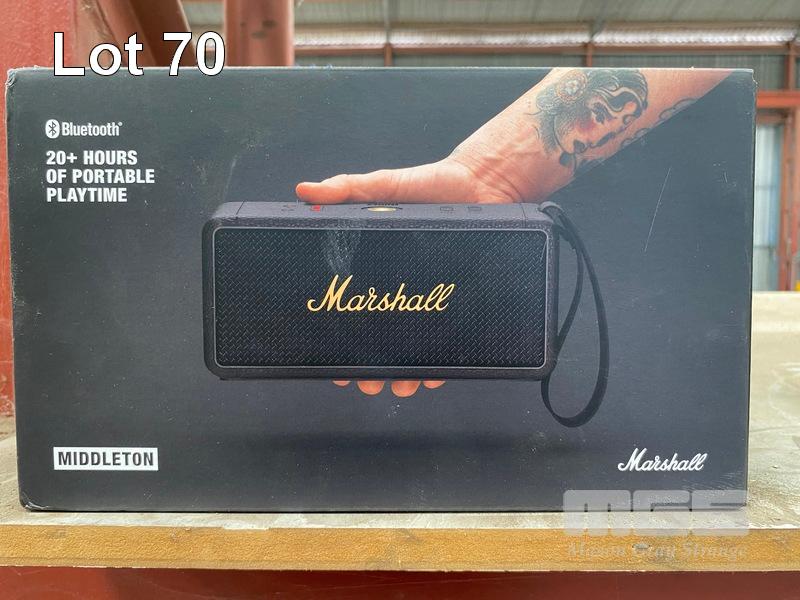 Lot 70
Bluetooth®
20+ HOURS
OF PORTABLE
PLAYTIME
Marshall
MIDDLETON
Marshall
MGS
Mason Gray Strange